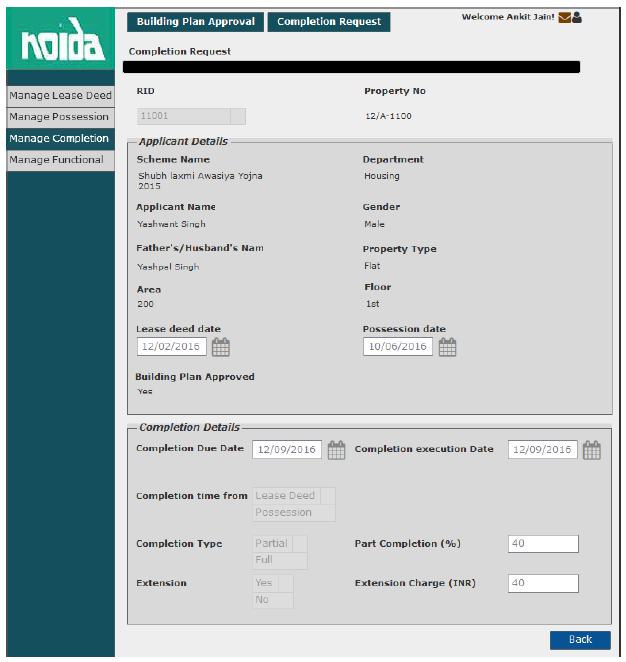 noida
Building Plan Approval
Completion Request
Welcome Ankit Jain!
Completion Request
Manage Lease Deed
Manage Possession
Manage Completion
Manage Functional
RID
Property No
11001
12/A-1100
Applicant Details
Scheme Name
Department
Shubh laxmi Awasiya Yojna
2015
Housing
Applicant Name
Gender
Yashwant Singh
Male
Father's/Husband's Nam
Property Type
Yashpal Singh
Flat
Area
Floor
200
1st
Lease deed date
Possession date
12/02/2016
10/06/2016
Building Plan Approved
Yes
Completion Details
Completion Due Date
12/09/2016
Completion execution Date
12/09/2016
Completion time from
Lease Deed
Possession
Completion Type
Partial
Full
Part Completion (%)
40
Extension
Yes
No
Extension Charge (INR)
40
Back